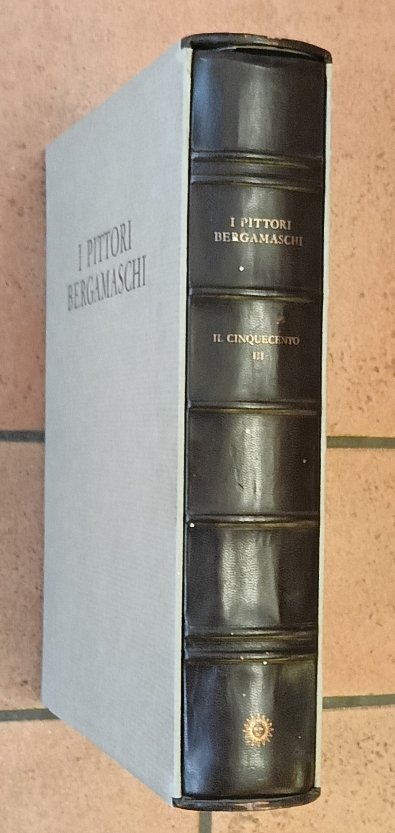 I PITTORI
BERGAMASCHI
I PITTORI
BERGAMASCHI
IL CINQUECENTO
III